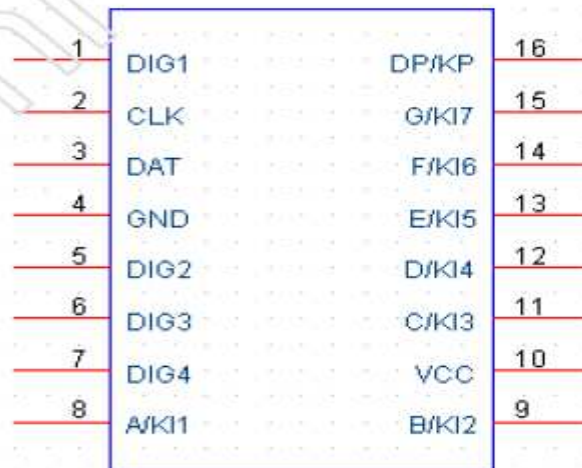 1 DIG1 DP/KP 16
2 CLK G/KI7 15
3 DAT F/KI6 14
4 GND E/KI5 13
5 DIG2 D/KI4 12
6 DIG3 C/KI3 11
7 DIG4 VCC 10
8 A/KI1 B/KI2 9